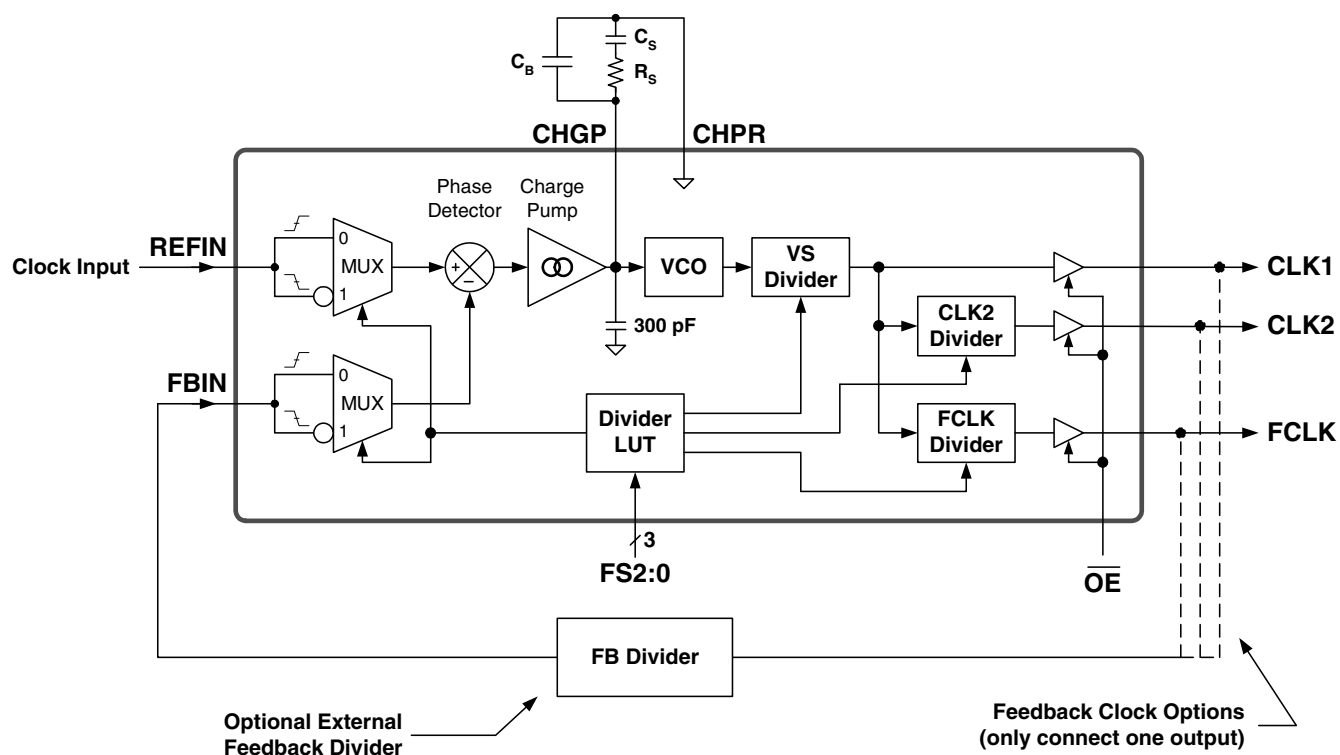 C_S
C_B
R_S
CHGP
CHPR
Phase
Detector
Charge
Pump
REFIN
Clock Input
0
MUX
1
+
−
VCO
VS
Divider
CLK1
300 pF
CLK2
Divider
CLK2
FBIN
0
MUX
1
Divider
LUT
FCLK
Divider
FCLK
3
FS2:0
OE
FB Divider
Optional External
Feedback Divider
Feedback Clock Options
(only connect one output)